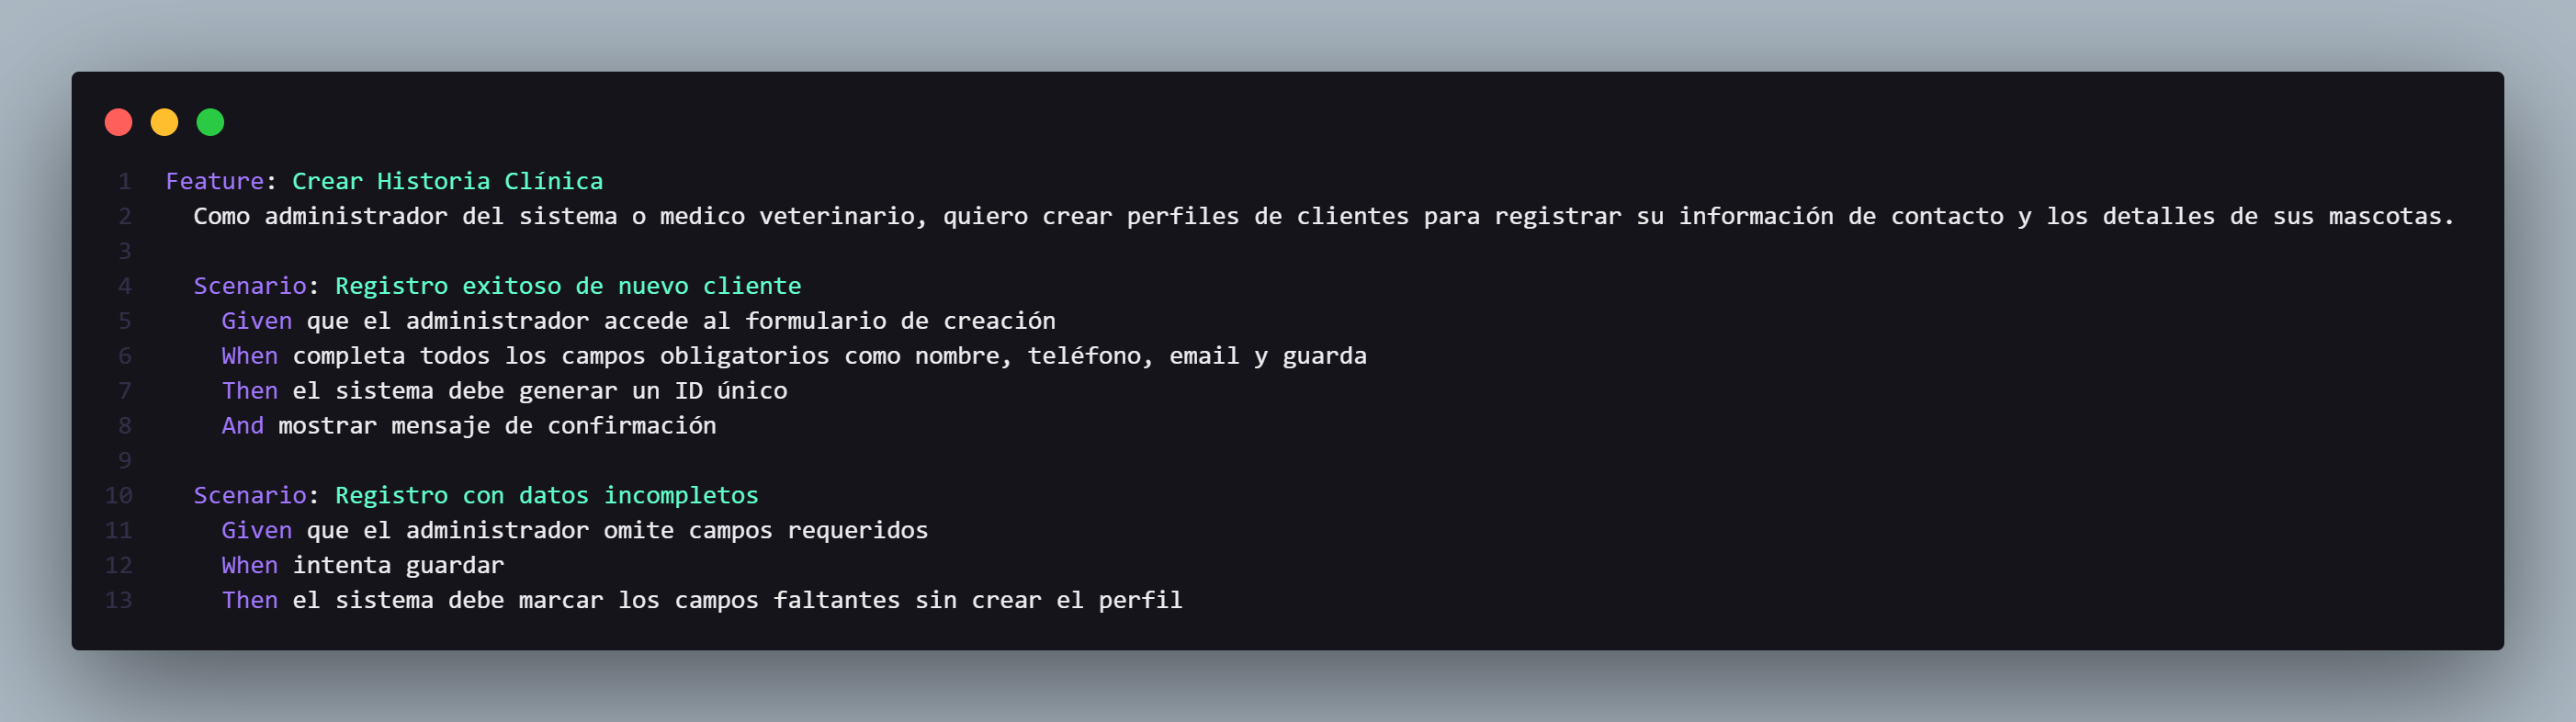 1 Feature: Crear Historia Clínica
2 Como administrador del sistema o medico veterinario, quiero crear perfiles de clientes para registrar su información de contacto y los detalles de sus mascotas.
3
4 Scenario: Registro exitoso de nuevo cliente
5 Given que el administrador accede al formulario de creación
6 When completa todos los campos obligatorios como nombre, teléfono, email y guarda
7 Then el sistema debe generar un ID único
8 And mostrar mensaje de confirmación
9
10 Scenario: Registro con datos incompletos
11 Given que el administrador omite campos requeridos
12 When intenta guardar
13 Then el sistema debe marcar los campos faltantes sin crear el perfil